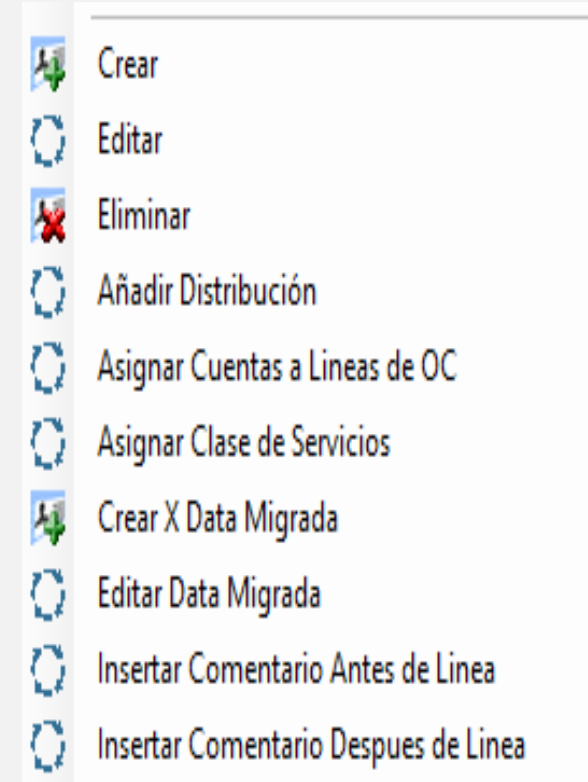 Crear
Editar
Eliminar
Añadir Distribución
Asignar Cuentas a Lineas de OC
Asignar Clase de Servicios
Crear X Data Migrada
Editar Data Migrada
Insertar Comentario Antes de Linea
Insertar Comentario Despues de Linea